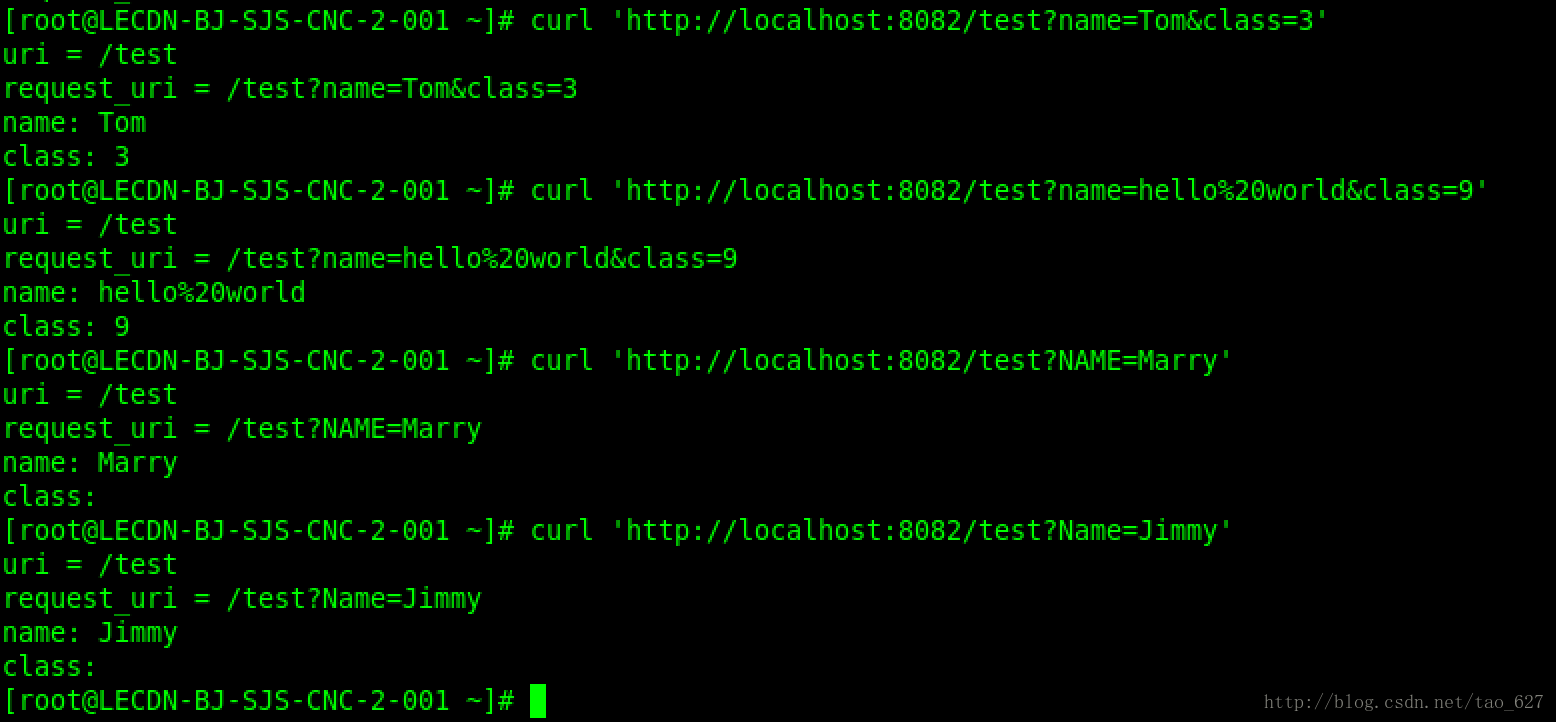 [root@LECDN-BJ-SJS-CNC-2-001 ~]# curl 'http://localhost:8082/test?name=Tom&class=3'
uri = /test
request_uri = /test?name=Tom&class=3
name: Tom
class: 3
[root@LECDN-BJ-SJS-CNC-2-001 ~]# curl 'http://localhost:8082/test?name=hello%20world&class=9'
uri = /test
request_uri = /test?name=hello%20world&class=9
name: hello%20world
class: 9
[root@LECDN-BJ-SJS-CNC-2-001 ~]# curl 'http://localhost:8082/test?NAME=Marry'
uri = /test
request_uri = /test?NAME=Marry
name: Marry
class:
[root@LECDN-BJ-SJS-CNC-2-001 ~]# curl 'http://localhost:8082/test?Name=Jimmy'
uri = /test
request_uri = /test?Name=Jimmy
name: Jimmy
class:
[root@LECDN-BJ-SJS-CNC-2-001 ~]#
http://blog.csdn.net/tao_627